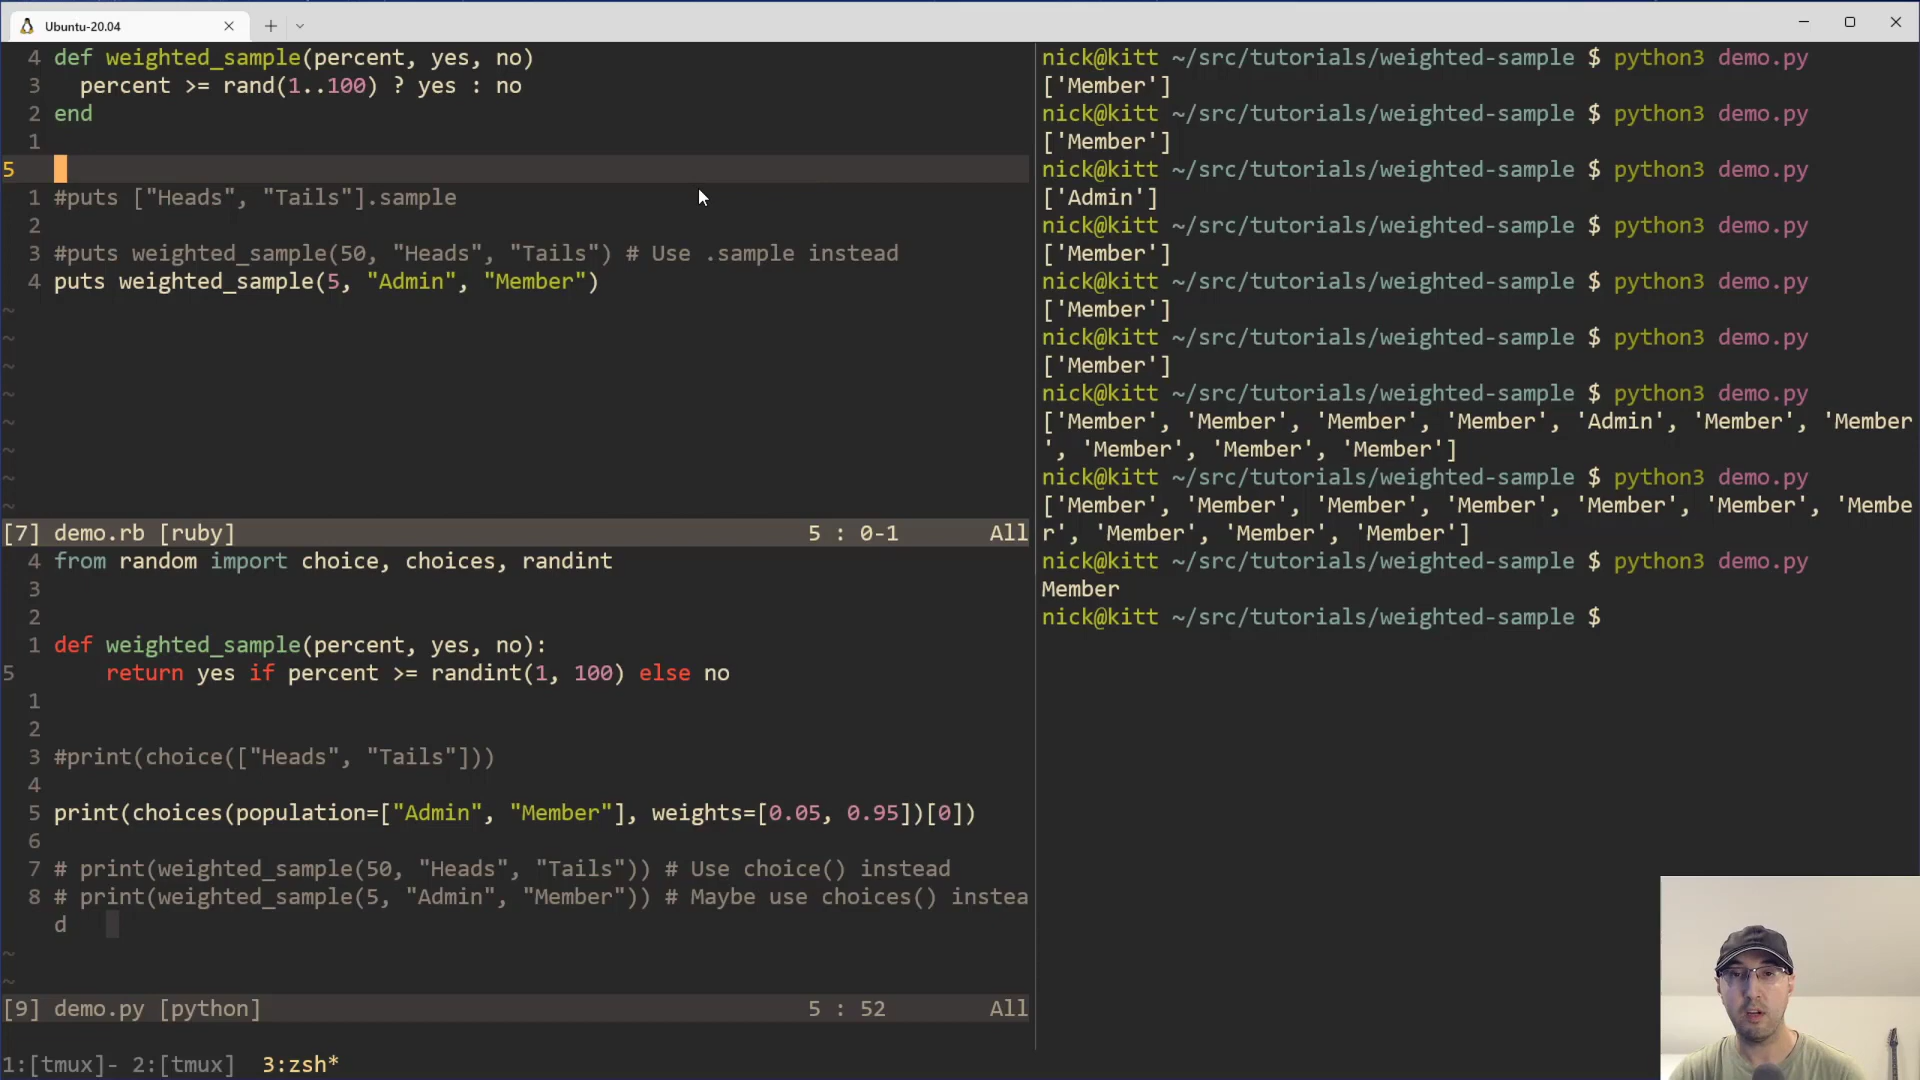 Ubuntu-20.04
4 def weighted_sample(percent, yes, no)
3   percent >= rand(1..100) ? yes : no
2 end
1
5
1 #puts ["Heads", "Tails"].sample
2
3 #puts weighted_sample(50, "Heads", "Tails") # Use .sample instead
4 puts weighted_sample(5, "Admin", "Member")
~
~
~
~
~
~
~
~
[7] demo.rb [ruby] 5 : 0-1 All
4 from random import choice, choices, randint
3
2
1 def weighted_sample(percent, yes, no):
5     return yes if percent >= randint(1, 100) else no
1
2
3 #print(choice(["Heads", "Tails"]))
4
5 print(choices(population=["Admin", "Member"], weights=[0.05, 0.95])[0])
6
7 # print(weighted_sample(50, "Heads", "Tails")) # Use choice() instead
8 # print(weighted_sample(5, "Admin", "Member")) # Maybe use choices() instea
d
~
~
[9] demo.py [python] 5 : 52 All
nick@kitt ~/src/tutorials/weighted-sample $ python3 demo.py
['Member']
nick@kitt ~/src/tutorials/weighted-sample $ python3 demo.py
['Member']
nick@kitt ~/src/tutorials/weighted-sample $ python3 demo.py
['Admin']
nick@kitt ~/src/tutorials/weighted-sample $ python3 demo.py
['Member']
nick@kitt ~/src/tutorials/weighted-sample $ python3 demo.py
['Member']
nick@kitt ~/src/tutorials/weighted-sample $ python3 demo.py
['Member']
nick@kitt ~/src/tutorials/weighted-sample $ python3 demo.py
['Member', 'Member', 'Member', 'Member', 'Admin', 'Member', 'Member
', 'Member', 'Member', 'Member']
nick@kitt ~/src/tutorials/weighted-sample $ python3 demo.py
['Member', 'Member', 'Member', 'Member', 'Member', 'Member', 'Membe
r', 'Member', 'Member', 'Member']
nick@kitt ~/src/tutorials/weighted-sample $ python3 demo.py
Member
nick@kitt ~/src/tutorials/weighted-sample $
1:[tmux]- 2:[tmux] 3:zsh*